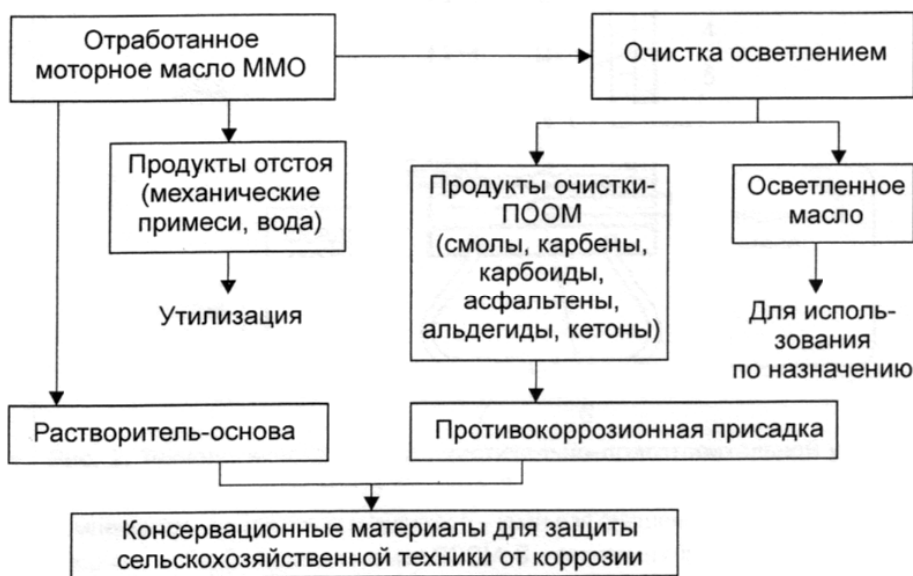 Отработанное
моторное масло ММО
Очистка осветлением
Продукты отстоя
(механические
примеси, вода)
Утилизация
Продукты очистки-
ПООМ
(смолы, карбены,
карбоиды,
асфальтены,
альдегиды, кетоны)
Осветленное
масло
Для исполь-
зования
по назначению
Растворитель-основа
Противокоррозионная присадка
Консервационные материалы для защиты
сельскохозяйственной техники от коррозии